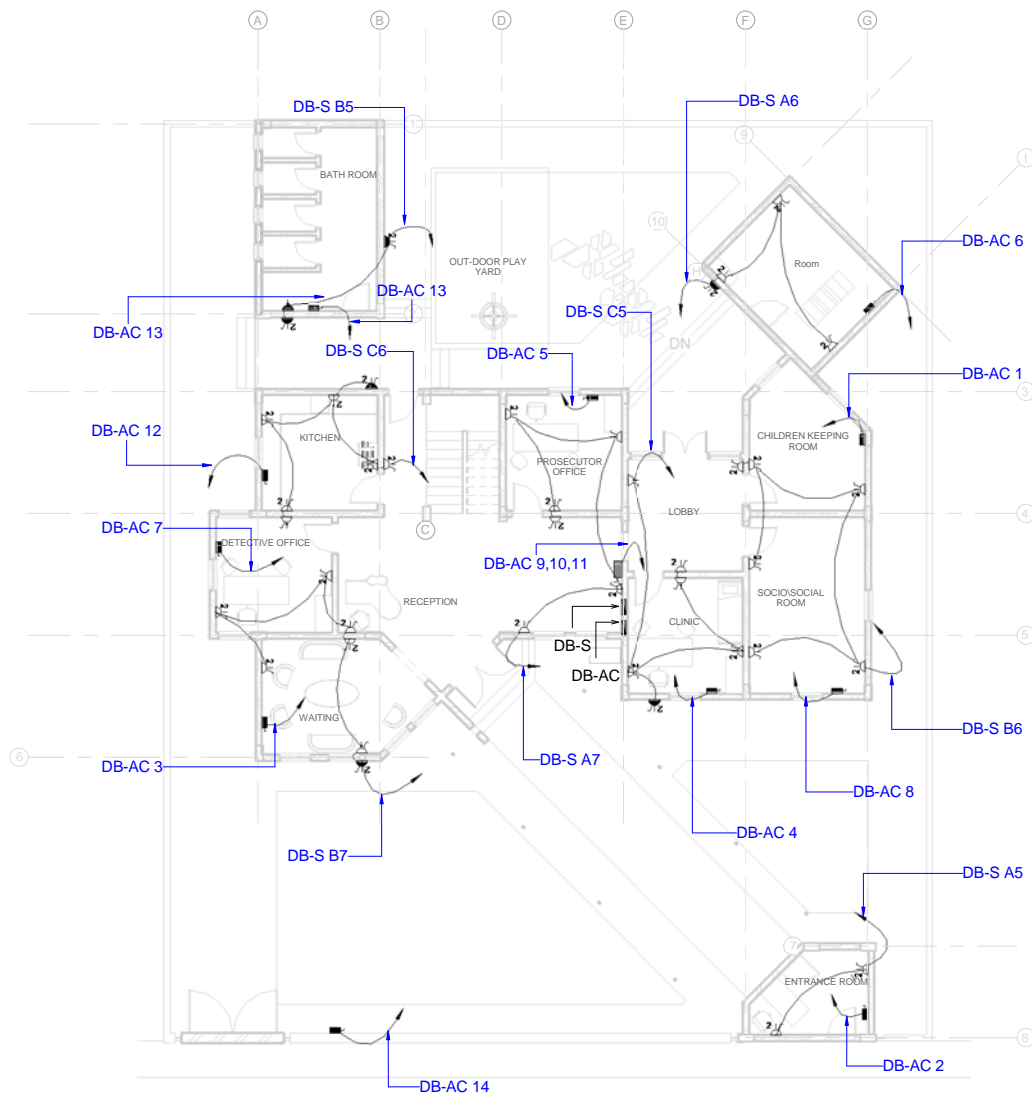 A
B
D
E
F
G
DB-S B5
DB-S A6
1
9
I
BATH ROOM
10
Room
DB-AC 6
OUT-DOOR PLAY
YARD
DB-AC 13
DB-AC 13
DB-S C5
DN
DB-S C6
DB-AC 5
DB-AC 1
3
DB-AC 12
KITCHEN
PROSECUTOR
OFFICE
CHILDREN KEEPING
ROOM
DB-AC 7
LOBBY
4
C
DETECTIVE OFFICE
DB-AC 9,10,11
RECEPTION
SOCIO\SOCIAL
ROOM
CLINIC
DB-S
DB-AC
5
WAITING
DB-S B6
6
DB-AC 3
DB-S A7
DB-AC 8
DB-AC 4
DB-S B7
DB-S A5
7
ENTRANCE ROOM
8
DB-AC 2
DB-AC 14